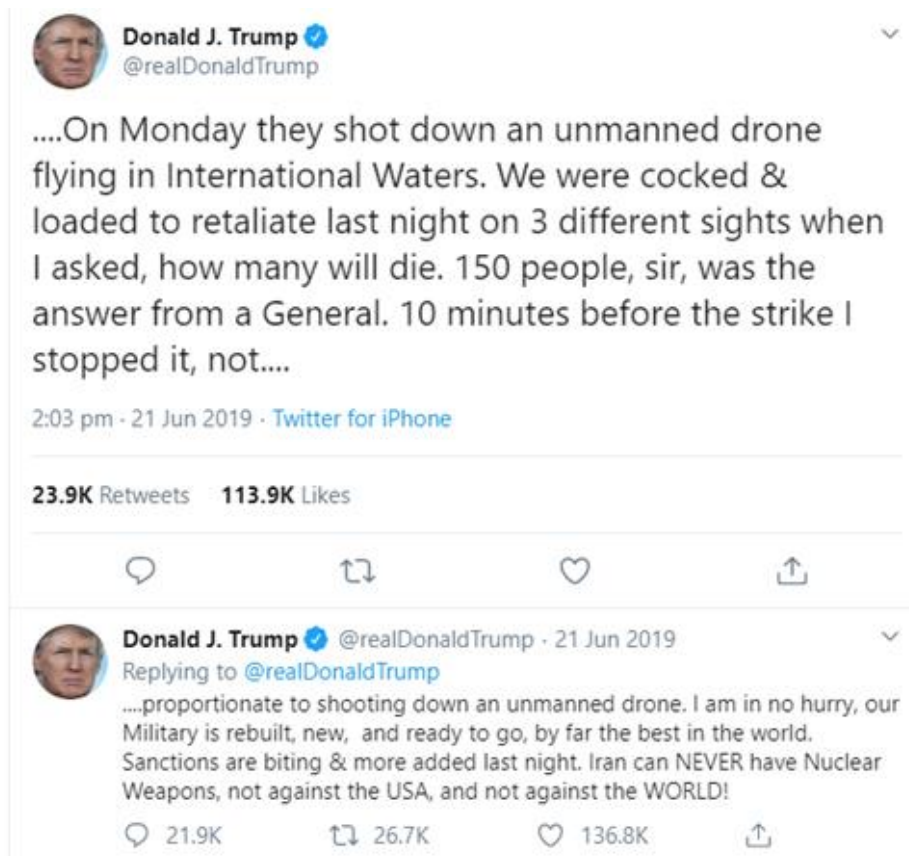 Donald J. Trump
@realDonaldTrump
....On Monday they shot down an unmanned drone
flying in International Waters. We were cocked &
loaded to retaliate last night on 3 different sights when
I asked, how many will die. 150 people, sir, was the
answer from a General. 10 minutes before the strike I
stopped it, not....
2:03 pm · 21 Jun 2019 · Twitter for iPhone
23.9K Retweets 113.9K Likes
Donald J. Trump @realDonaldTrump · 21 Jun 2019
Replying to @realDonaldTrump
....proportionate to shooting down an unmanned drone. I am in no hurry, our
Military is rebuilt, new, and ready to go, by far the best in the world.
Sanctions are biting & more added last night. Iran can NEVER have Nuclear
Weapons, not against the USA, and not against the WORLD!
21.9K 26.7K 136.8K